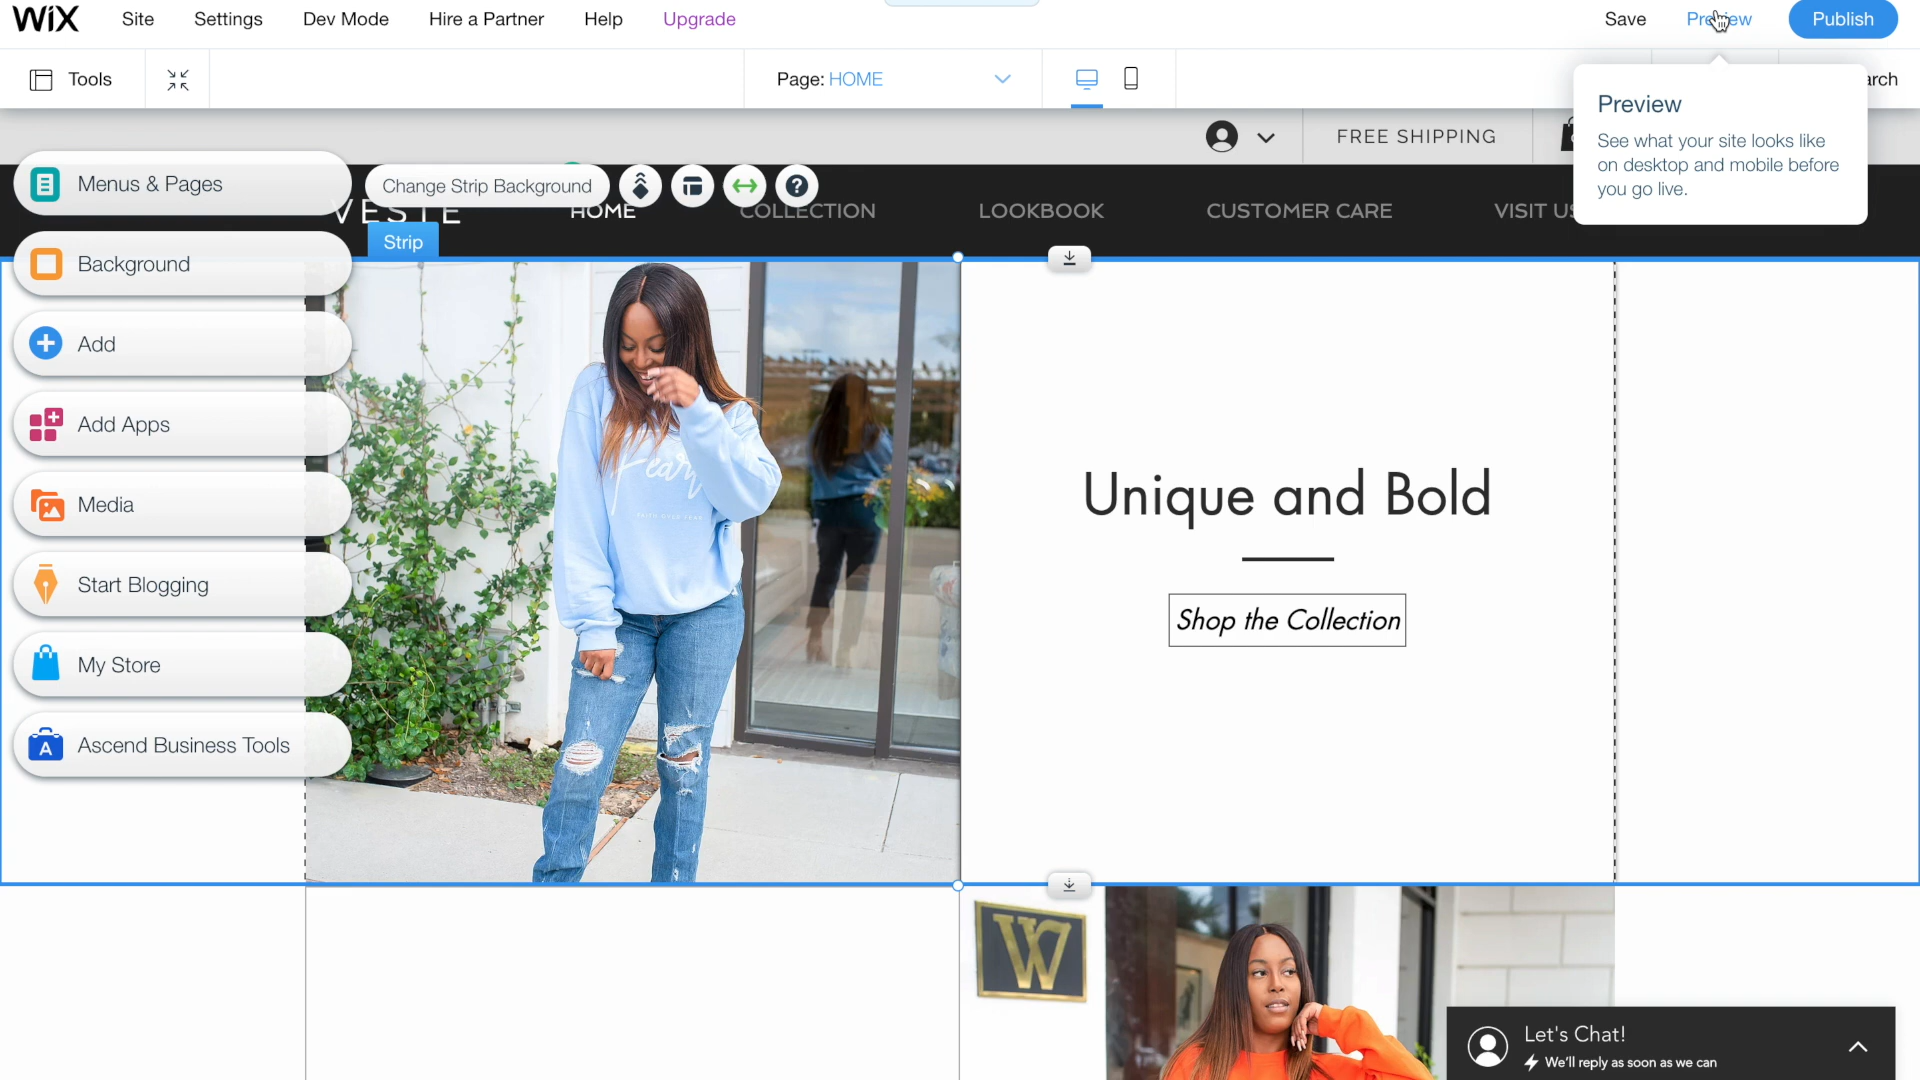 WiX
Site
Settings
Dev Mode
Hire a Partner
Help
Upgrade
Save
Preview
Publish
Tools
Page: HOME
Preview
See what your site looks like
on desktop and mobile before
you go live.
FREE SHIPPING
Menus & Pages
Change Strip Background
VESTE
HOME
COLLECTION
LOOKBOOK
CUSTOMER CARE
VISIT US
Strip
Background
Add
Add Apps
Media
Start Blogging
My Store
A
Ascend Business Tools
Unique and Bold
Shop the Collection
W
Let's Chat!
We'll reply as soon as we can